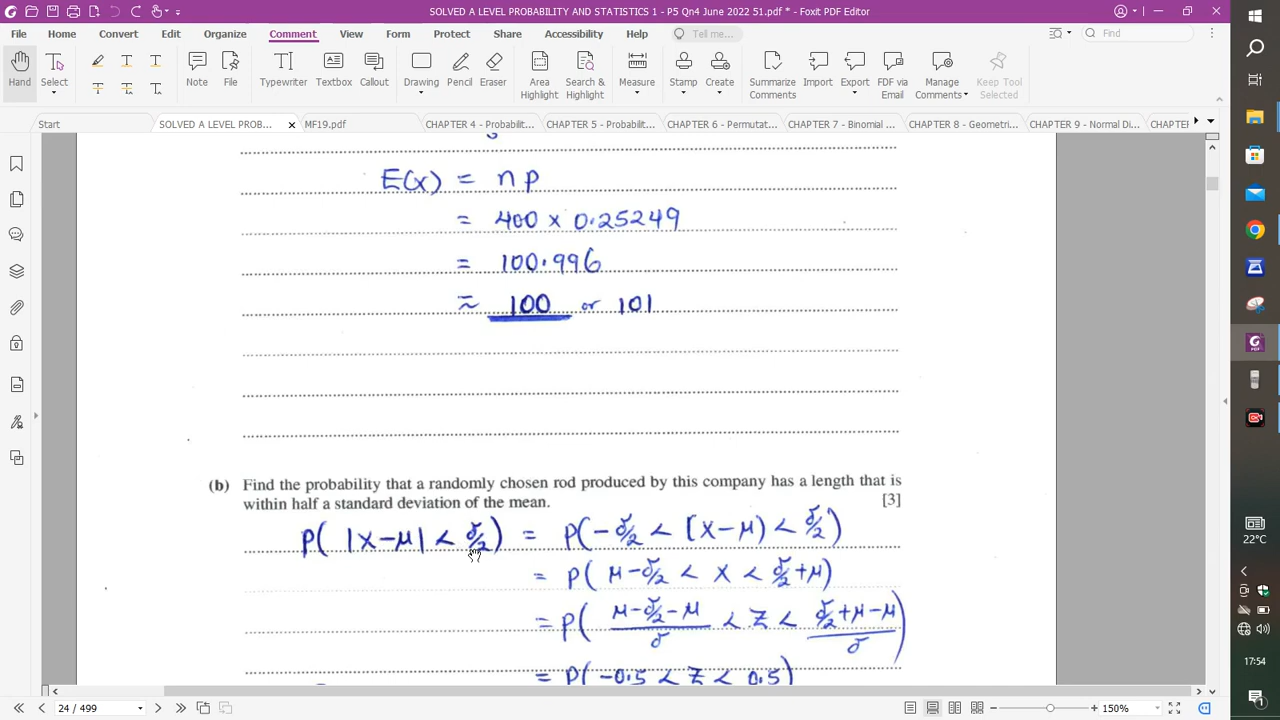 SOLVED A LEVEL PROBABILITY AND STATISTICS 1 - P5 Qn4 June 2022 51.pdf * - Foxit PDF Editor
File Home Convert Edit Organize Comment View Form Protect Share Accessibility Help Tell me... Find
Hand Select Note File Typewriter Textbox Callout Drawing Pencil Eraser Area Highlight Search & Highlight Measure Stamp Create Summarize Comments Import Export FDF via Email Manage Comments Keep Tool Selected
Start SOLVED A LEVEL PROB... MF19.pdf CHAPTER 4 - Probabilit... CHAPTER 5 - Probabilit... CHAPTER 6 - Permutat... CHAPTER 7 - Binomial ... CHAPTER 8 - Geometri... CHAPTER 9 - Normal Di... CHAPTE
E(x) = np
= 400 × 0.25249
= 100.996
≈ 100 or 101
(b) Find the probability that a randomly chosen rod produced by this company has a length that is
within half a standard deviation of the mean. [3]
P( |X-μ| < σ/2) = P(-σ/2 < [X-μ) < σ/2)
= P( μ-σ/2 < X < σ/2+μ)
= P( (μ-σ/2-μ)/σ < Z < (σ/2+μ-μ)/σ )
= P(-0.5 < Z < 0.5)
24 / 499 150%
22°C
17:54